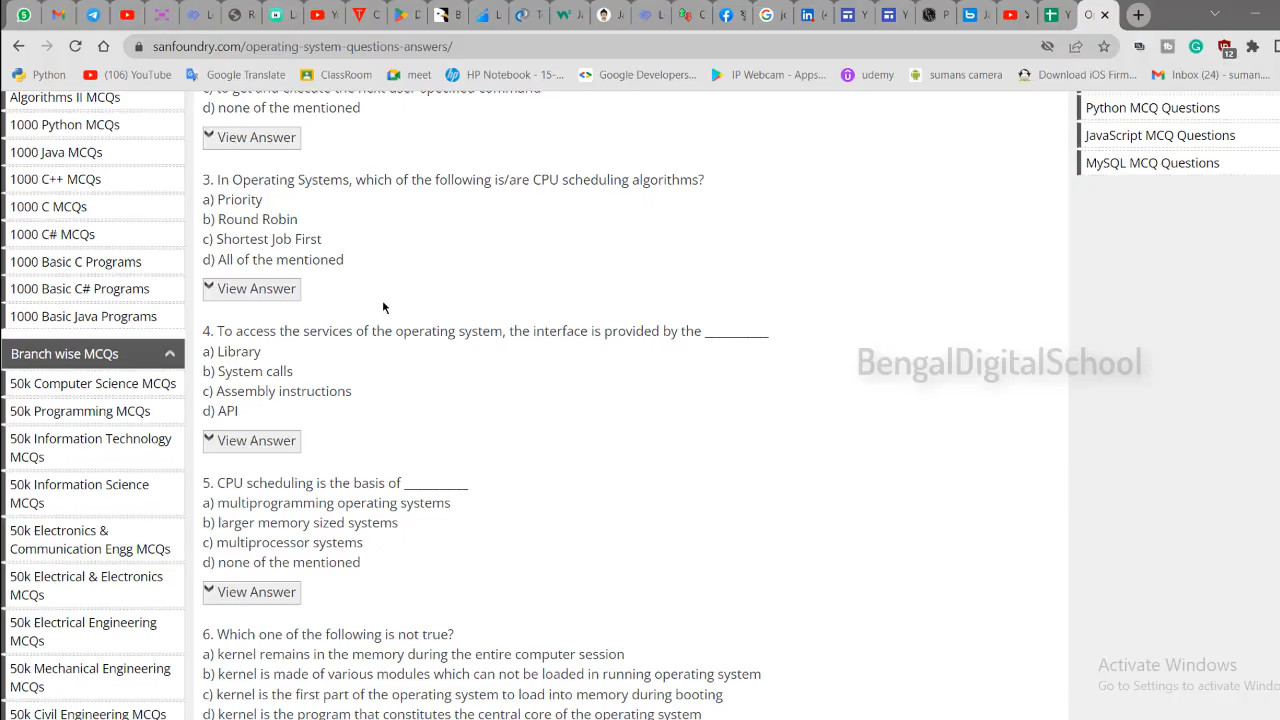 sanfoundry.com/operating-system-questions-answers/
12
Python
(106) YouTube
Google Translate
ClassRoom
meet
HP Notebook - 15-...
Google Developers...
IP Webcam - Apps...
udemy
sumans camera
Download iOS Firm...
Inbox (24) - suman...
Algorithms II MCQs
1000 Python MCQs
1000 Java MCQs
1000 C++ MCQs
1000 C MCQs
1000 C# MCQs
1000 Basic C Programs
1000 Basic C# Programs
1000 Basic Java Programs
Branch wise MCQs
50k Computer Science MCQs
50k Programming MCQs
50k Information Technology
MCQs
50k Information Science
MCQs
50k Electronics &
Communication Engg MCQs
50k Electrical & Electronics
MCQs
50k Electrical Engineering
MCQs
50k Mechanical Engineering
MCQs
50k Civil Engineering MCQs
d) none of the mentioned
View Answer
3. In Operating Systems, which of the following is/are CPU scheduling algorithms?
a) Priority
b) Round Robin
c) Shortest Job First
d) All of the mentioned
View Answer
4. To access the services of the operating system, the interface is provided by the __________
a) Library
b) System calls
c) Assembly instructions
d) API
View Answer
5. CPU scheduling is the basis of __________
a) multiprogramming operating systems
b) larger memory sized systems
c) multiprocessor systems
d) none of the mentioned
View Answer
6. Which one of the following is not true?
a) kernel remains in the memory during the entire computer session
b) kernel is made of various modules which can not be loaded in running operating system
c) kernel is the first part of the operating system to load into memory during booting
d) kernel is the program that constitutes the central core of the operating system
Python MCQ Questions
JavaScript MCQ Questions
MySQL MCQ Questions
BengalDigitalSchool
Activate Windows
Go to Settings to activate Windo